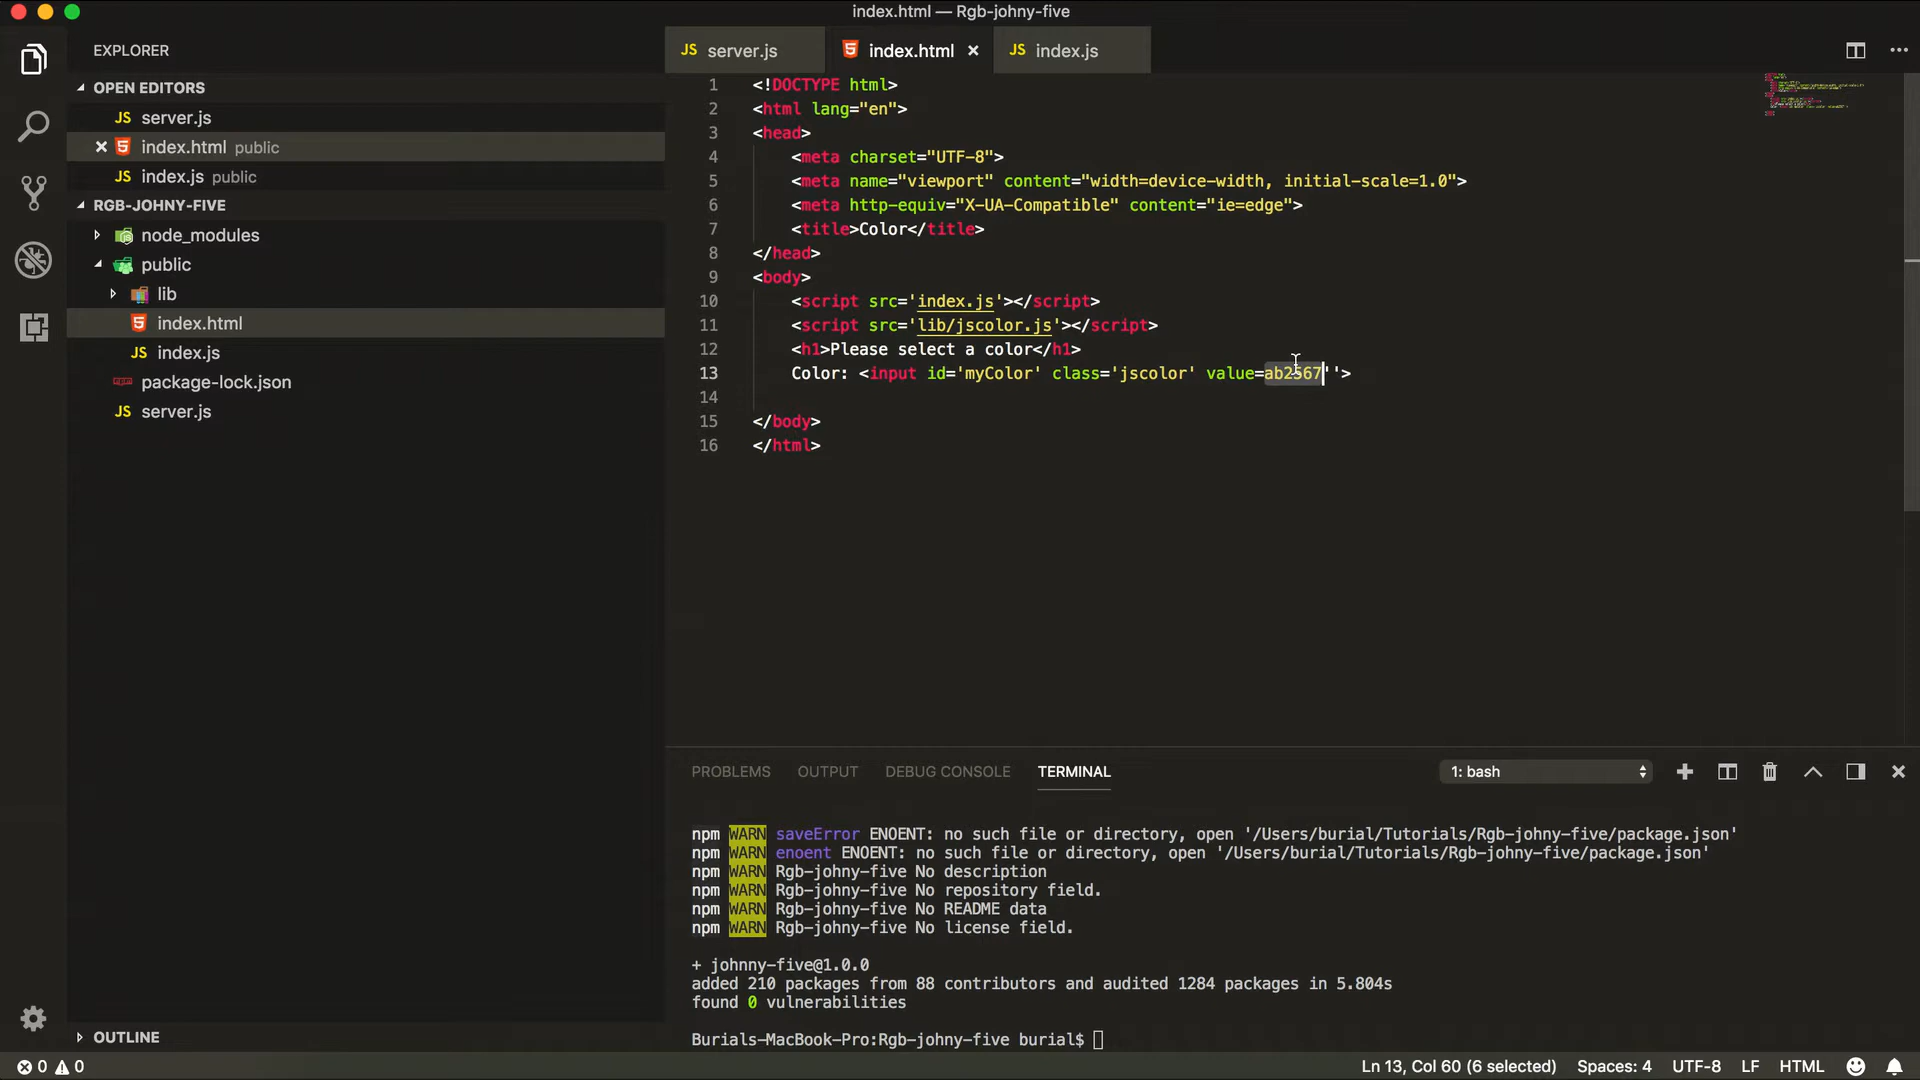 index.html — Rgb-johny-five
EXPLORER
OPEN EDITORS
JS server.js
index.html public
JS index.js public
RGB-JOHNY-FIVE
node_modules
public
lib
index.html
JS index.js
package-lock.json
JS server.js
OUTLINE
JS server.js
index.html
JS index.js
1 <!DOCTYPE html>
2 <html lang="en">
3 <head>
4 <meta charset="UTF-8">
5 <meta name="viewport" content="width=device-width, initial-scale=1.0">
6 <meta http-equiv="X-UA-Compatible" content="ie=edge">
7 <title>Color</title>
8 </head>
9 <body>
10 <script src='index.js'></script>
11 <script src='lib/jscolor.js'></script>
12 <h1>Please select a color</h1>
13 Color: <input id='myColor' class='jscolor' value=ab2567''>
14
15 </body>
16 </html>
PROBLEMS OUTPUT DEBUG CONSOLE TERMINAL 1: bash
npm WARN saveError ENOENT: no such file or directory, open '/Users/burial/Tutorials/Rgb-johny-five/package.json'
npm WARN enoent ENOENT: no such file or directory, open '/Users/burial/Tutorials/Rgb-johny-five/package.json'
npm WARN Rgb-johny-five No description
npm WARN Rgb-johny-five No repository field.
npm WARN Rgb-johny-five No README data
npm WARN Rgb-johny-five No license field.
+ johnny-five@1.0.0
added 210 packages from 88 contributors and audited 1284 packages in 5.804s
found 0 vulnerabilities
Burials-MacBook-Pro:Rgb-johny-five burial$
0 0 Ln 13, Col 60 (6 selected) Spaces: 4 UTF-8 LF HTML